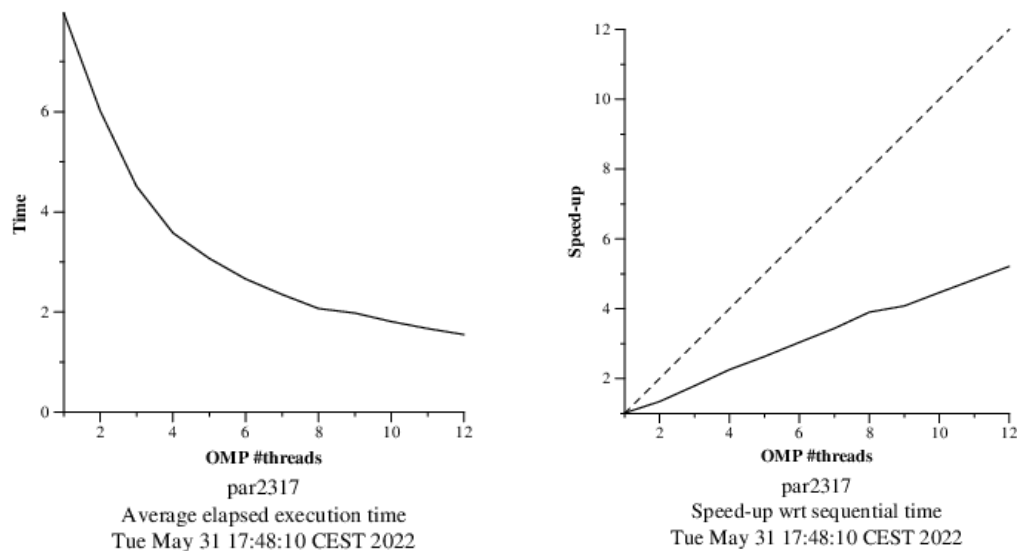 6
4
2
0
Time
2
4
6
8
10
12
OMP #threads
par2317
Average elapsed execution time
Tue May 31 17:48:10 CEST 2022
12
10
8
6
4
2
Speed-up
2
4
6
8
10
12
OMP #threads
par2317
Speed-up wrt sequential time
Tue May 31 17:48:10 CEST 2022